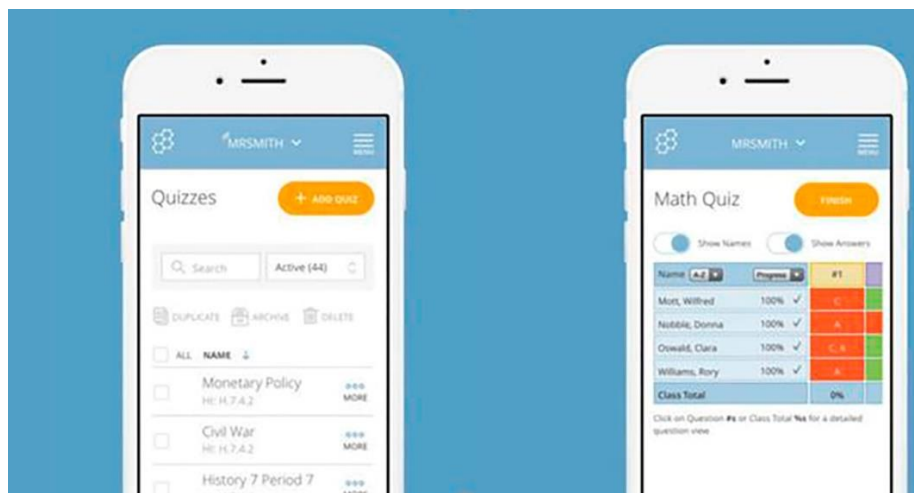 MRSMITH
MENU
Quizzes
+ ADD QUIZ
Search
Active (44)
DUPLICATE
ARCHIVE
DELETE
ALL NAME
Monetary Policy
HI: H.7.4.2
MORE
Civil War
HI: H.7.4.2
MORE
History 7 Period 7
MORE
MRSMITH
MENU
Math Quiz
FINISH
Show Names
Show Answers
Name A-Z Progress #1
Mott, Wilfred 100% ✓ C
Nobble, Donna 100% ✓ A
Oswald, Clara 100% ✓ C, A
Williams, Rory 100% ✓ A
Class Total 0%
Click on Question #s or Class Total %s for a detailed
question view